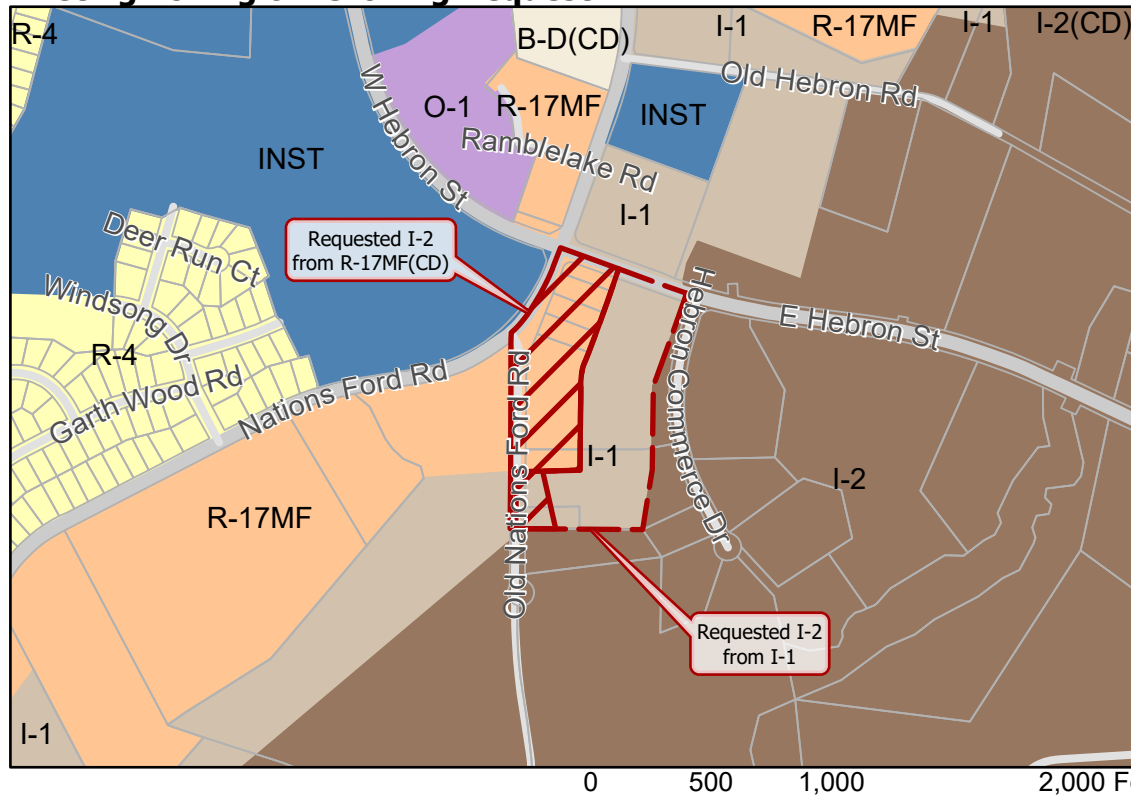 R-4
B-D(CD)
I-1
R-17MF
I-1
I-2(CD)
W Hebron St
O-1
R-17MF
Old Hebron Rd
INST
INST
Ramblelake Rd
I-1
Deer Run Ct
Requested I-2
from R-17MF(CD)
Windsong Dr
R-4
Garth Wood Rd
Nations Ford Rd
Old Nations Ford Rd
Hebron Commerce Dr
E Hebron St
I-1
I-2
R-17MF
Requested I-2
from I-1
I-1
0 500 1,000 2,000